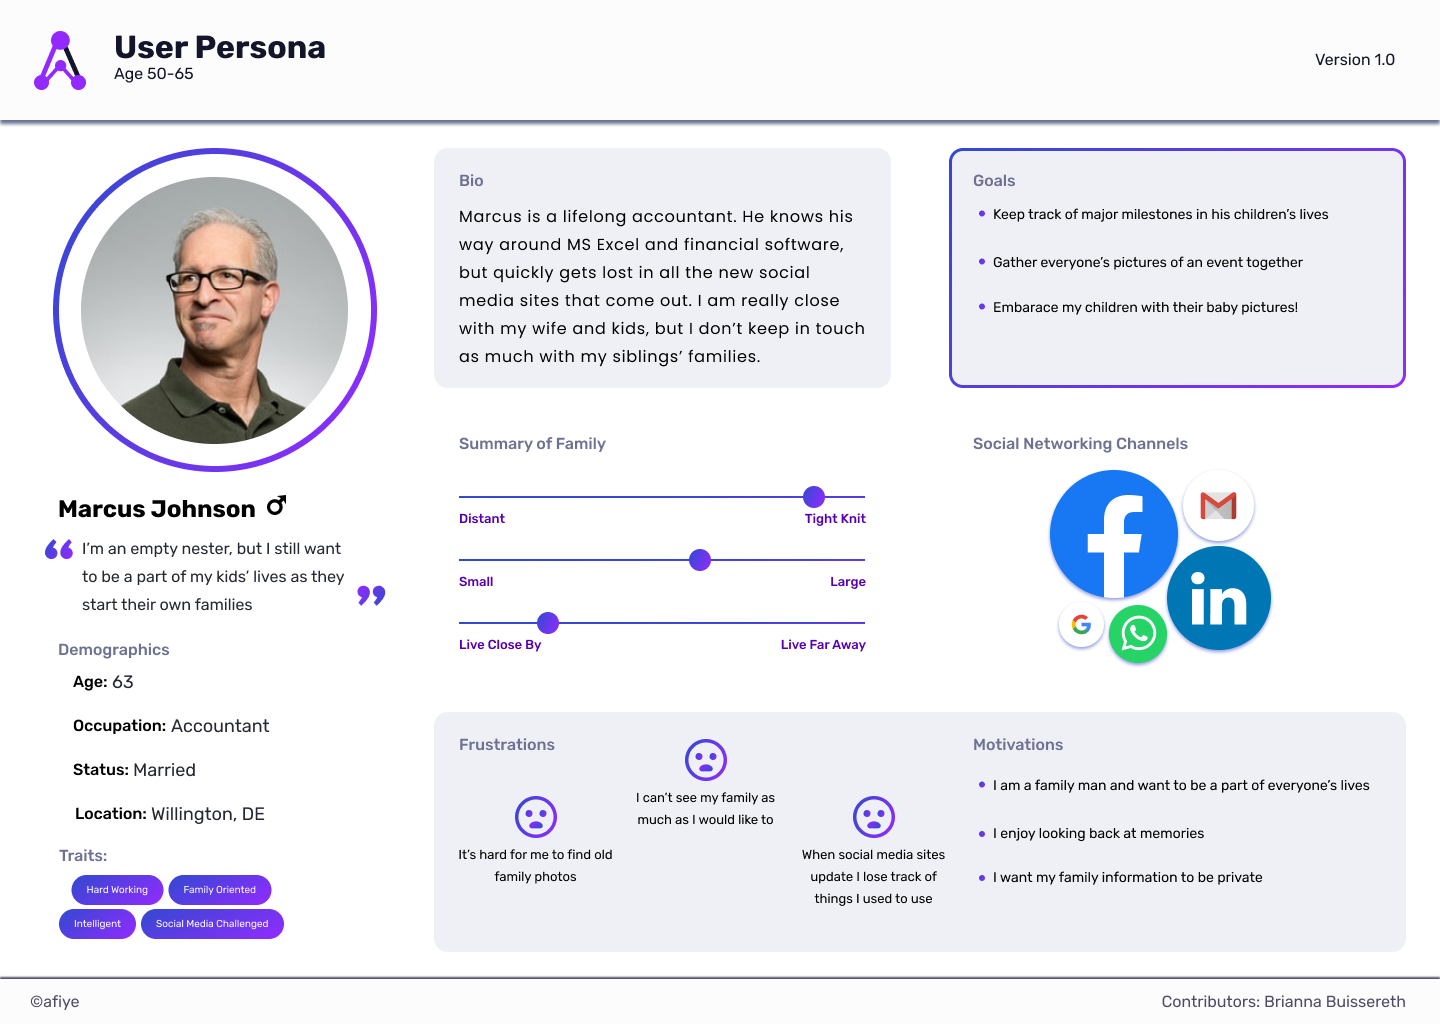 User Persona
Age 50-65
Version 1.0
Marcus Johnson
“ I’m an empty nester, but I still want
to be a part of my kids’ lives as they
start their own families ”
Demographics
Age: 63
Occupation: Accountant
Status: Married
Location: Willington, DE
Traits:
Hard Working
Family Oriented
Intelligent
Social Media Challenged
Bio
Marcus is a lifelong accountant. He knows his
way around MS Excel and financial software,
but quickly gets lost in all the new social
media sites that come out. I am really close
with my wife and kids, but I don’t keep in touch
as much with my siblings’ families.
Goals
Keep track of major milestones in his children’s lives
Gather everyone’s pictures of an event together
Embarace my children with their baby pictures!
Summary of Family
Distant
Tight Knit
Small
Large
Live Close By
Live Far Away
Social Networking Channels
f
M
in
G
Frustrations
It’s hard for me to find old
family photos
I can’t see my family as
much as I would like to
When social media sites
update I lose track of
things I used to use
Motivations
I am a family man and want to be a part of everyone’s lives
I enjoy looking back at memories
I want my family information to be private
©afiye
Contributors: Brianna Buissereth